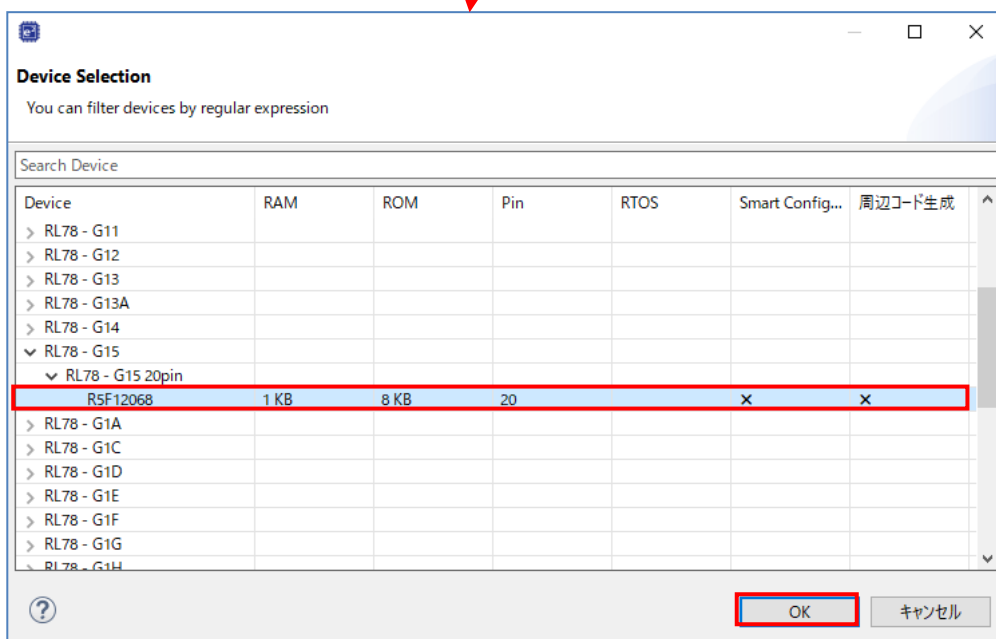 Device Selection
You can filter devices by regular expression
Search Device
Device RAM ROM Pin RTOS Smart Config... 周辺コード生成
RL78 - G11
RL78 - G12
RL78 - G13
RL78 - G13A
RL78 - G14
RL78 - G15
RL78 - G15 20pin
R5F12068 1 KB 8 KB 20 × ×
RL78 - G1A
RL78 - G1C
RL78 - G1D
RL78 - G1E
RL78 - G1F
RL78 - G1G
RL78 - G1H
? OK キャンセル